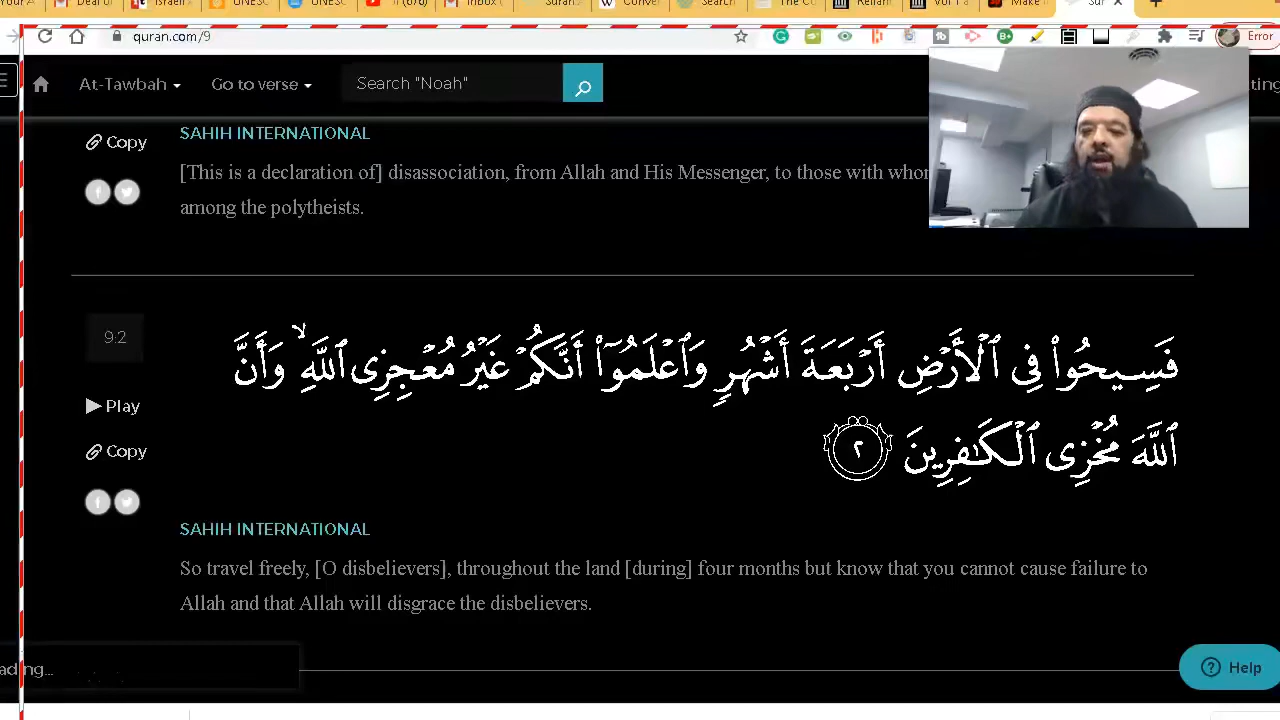 Inbox (
Search
quran.com/9
Error
At-Tawbah
Go to verse
Search "Noah"
Copy
SAHIH INTERNATIONAL
[This is a declaration of] disassociation, from Allah and His Messenger, to those with whom
among the polytheists.
9:2
فَسِيحُوا۟ فِى ٱلْأَرْضِ أَرْبَعَةَ أَشْهُرٍ وَٱعْلَمُوٓا۟ أَنَّكُمْ غَيْرُ مُعْجِزِى ٱللَّهِ ۙ وَأَنَّ
ٱللَّهَ مُخْزِى ٱلْكَـٰفِرِينَ ٢
Play
Copy
SAHIH INTERNATIONAL
So travel freely, [O disbelievers], throughout the land [during] four months but know that you cannot cause failure to
Allah and that Allah will disgrace the disbelievers.
Help